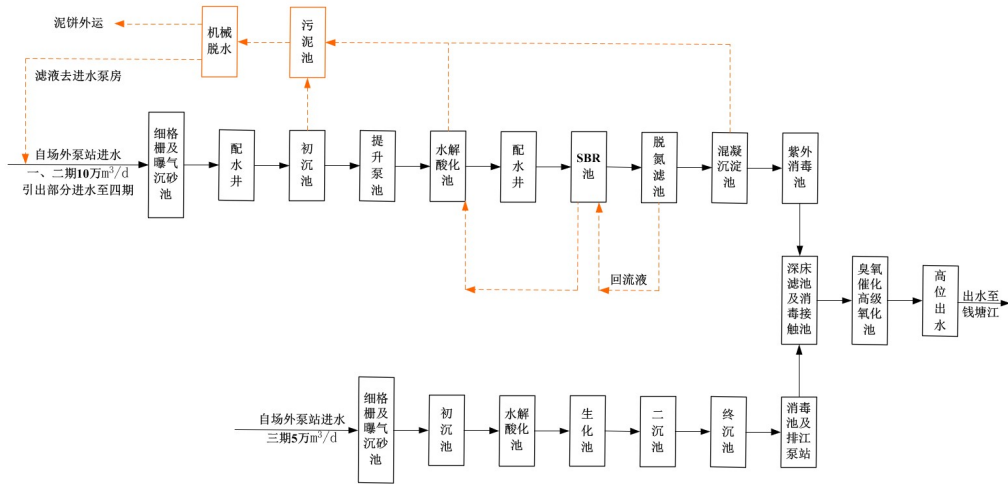 泥饼外运
机械
脱水
污
泥
池
滤液去进水泵房
自场外泵站进水
一、二期10万m³/d
引出部分进水至四期
细格
栅及
曝气
沉砂
池
配
水
井
初
沉
池
提
升
泵
池
水解
酸化
池
配
水
井
SBR
池
脱
氮
滤
池
混凝
沉淀
池
紫外
消毒
池
回流液
深床
滤池
及消
毒接
触池
臭氧
催化
高级
氧化
池
高
位
出
水
出水至
钱塘江
自场外泵站进水
三期5万m³/d
细格
栅及
曝气
沉砂
池
初
沉
池
水解
酸化
池
生
化
池
二
沉
池
终
沉
池
消毒
池及
排江
泵站